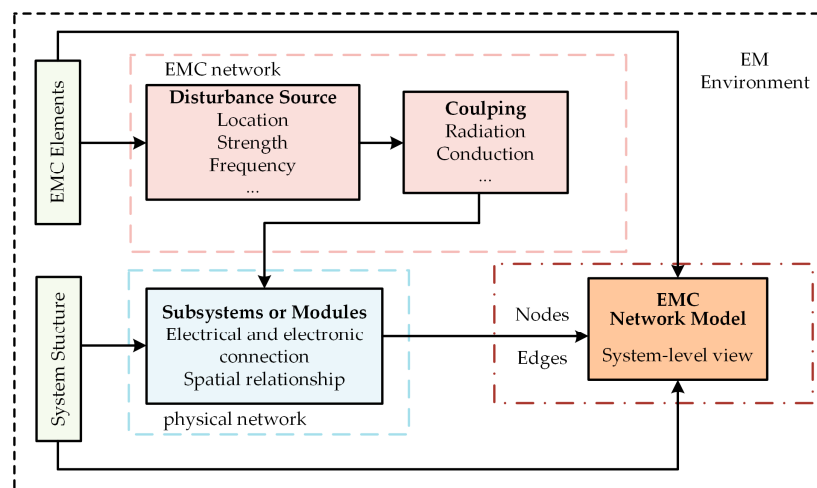 EM
Environment
EMC network
EMC Elements
Disturbance Source
Location
Strength
Frequency
...
Coulping
Radiation
Conduction
...
System Stucture
Subsystems or Modules
Electrical and electronic
connection
Spatial relationship
physical network
Nodes
Edges
EMC
Network Model
System-level view